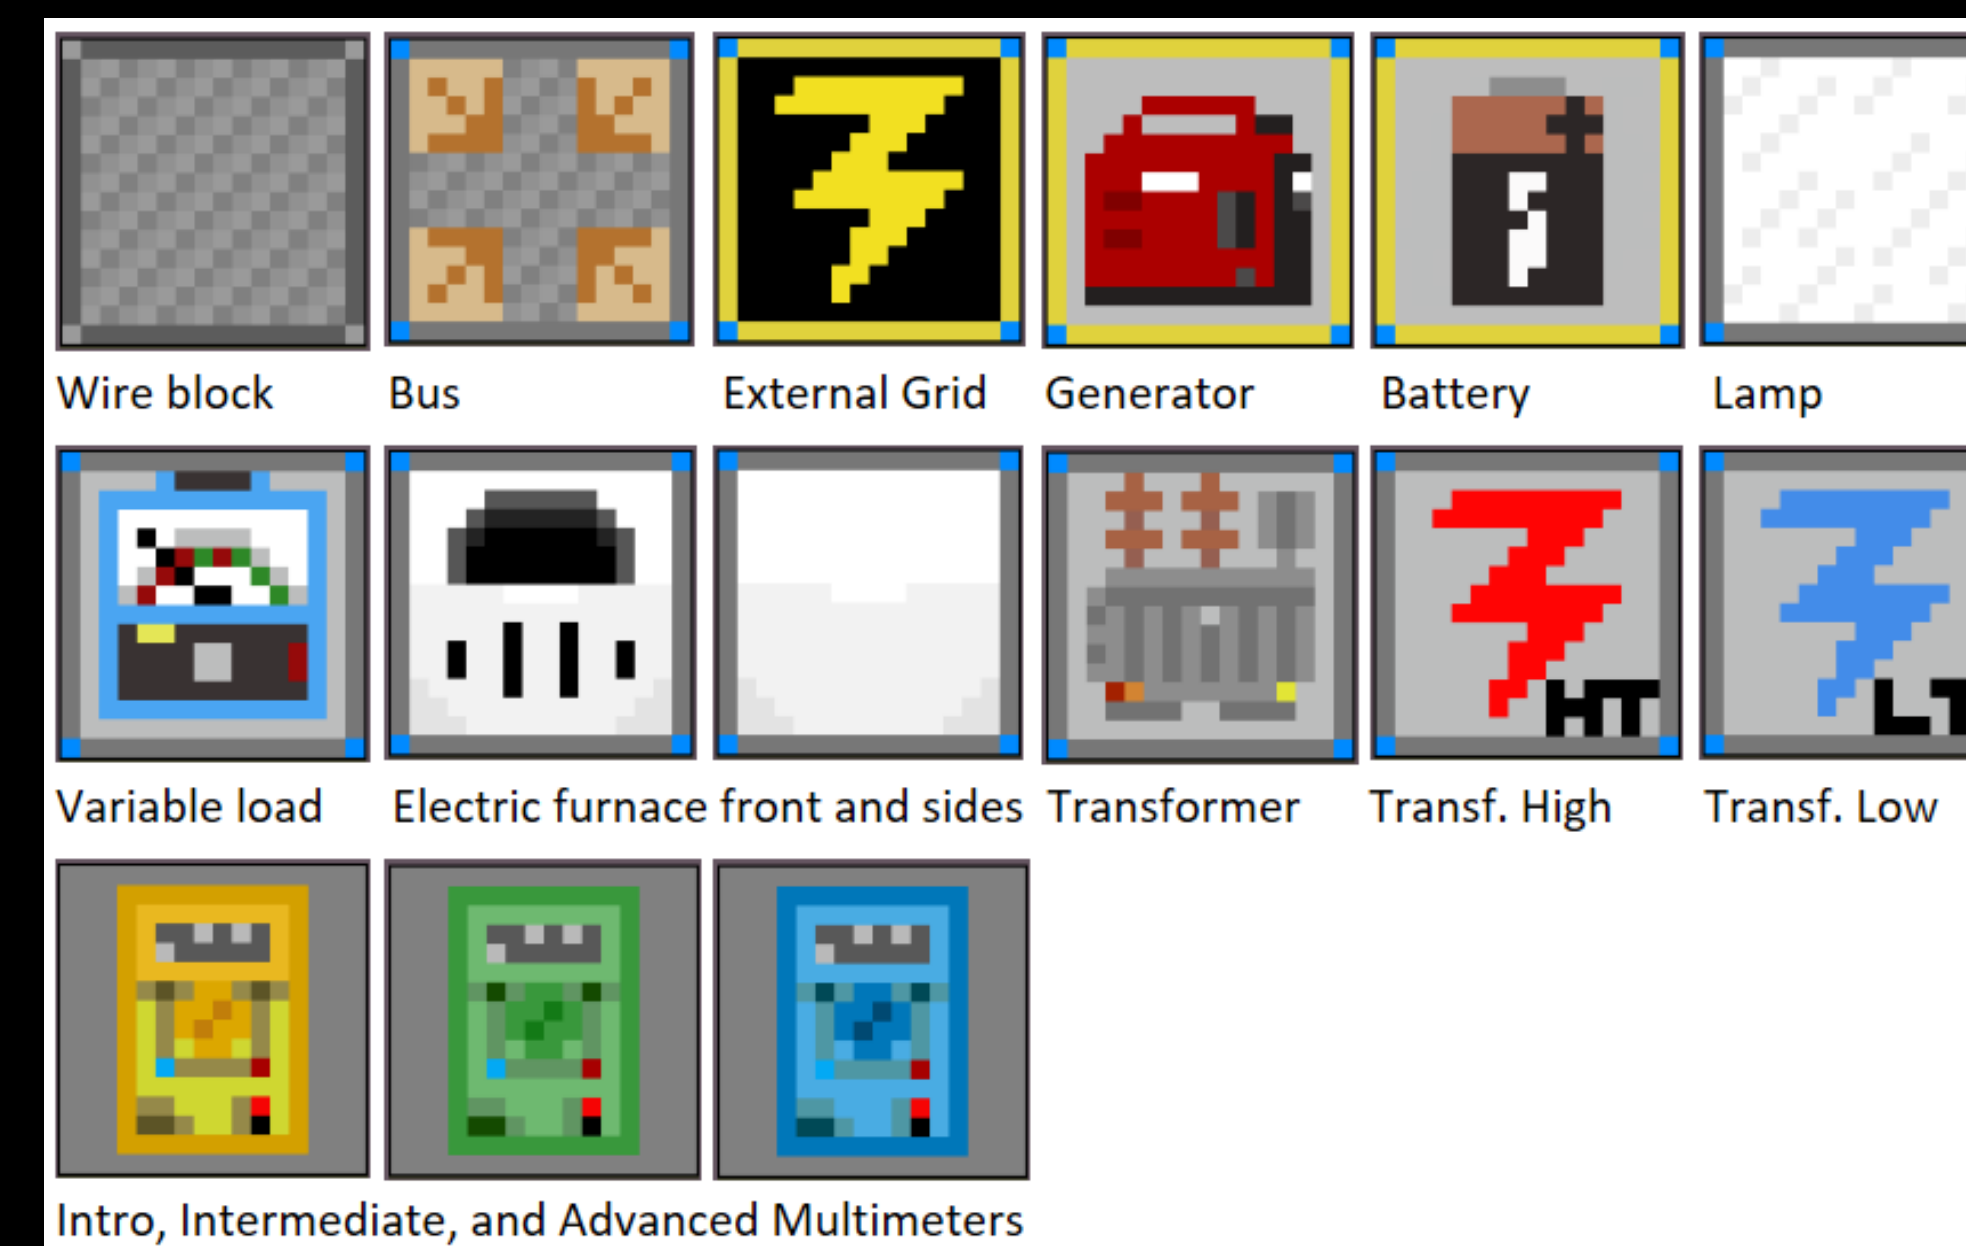 Wire block Bus External Grid Generator Battery Lamp
HT LT
Variable load Electric furnace front and sides Transformer Transf. High Transf. Low
Intro, Intermediate, and Advanced Multimeters